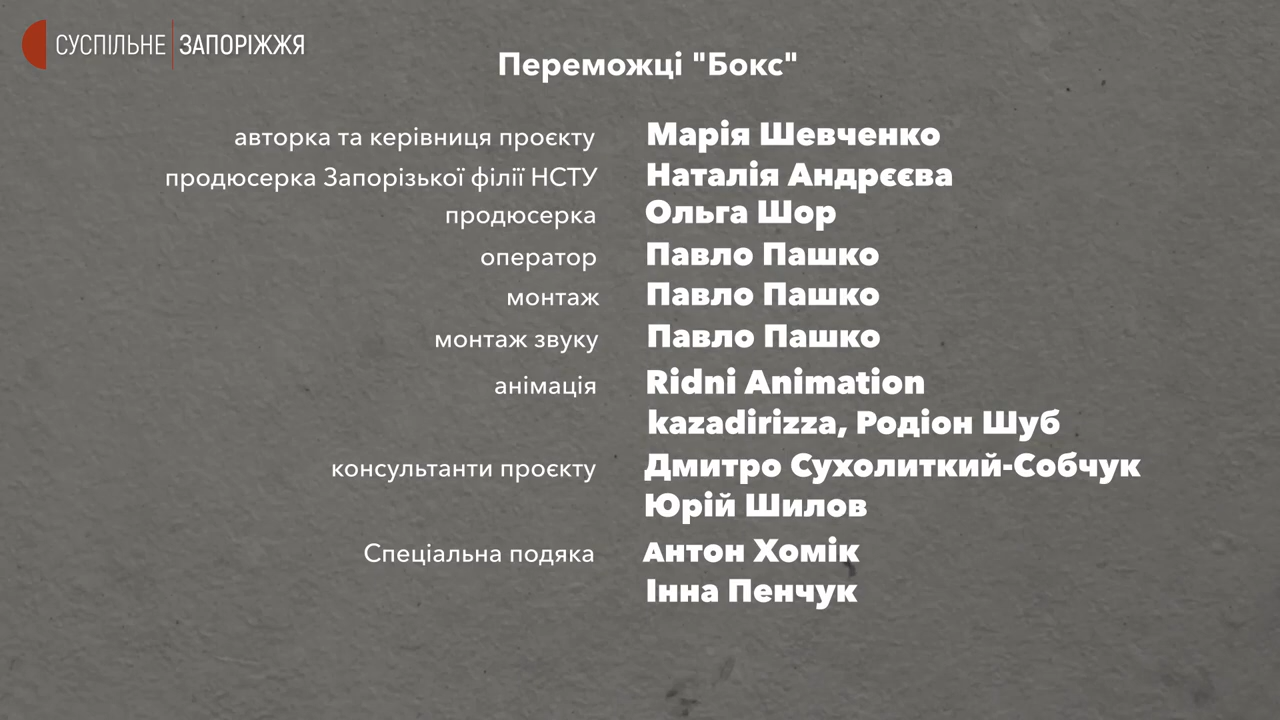 СУСПІЛЬНЕ ЗАПОРІЖЖЯ
Переможці "Бокс"
авторка та керівниця проєкту Марія Шевченко
продюсерка Запорізької філії НСТУ Наталія Андрєєва
продюсерка Ольга Шор
оператор Павло Пашко
монтаж Павло Пашко
монтаж звуку Павло Пашко
анімація Ridni Animation
kazadirizza, Родіон Шуб
консультанти проєкту Дмитро Сухолиткий-Собчук
Юрій Шилов
Спеціальна подяка Антон Хомік
Інна Пенчук